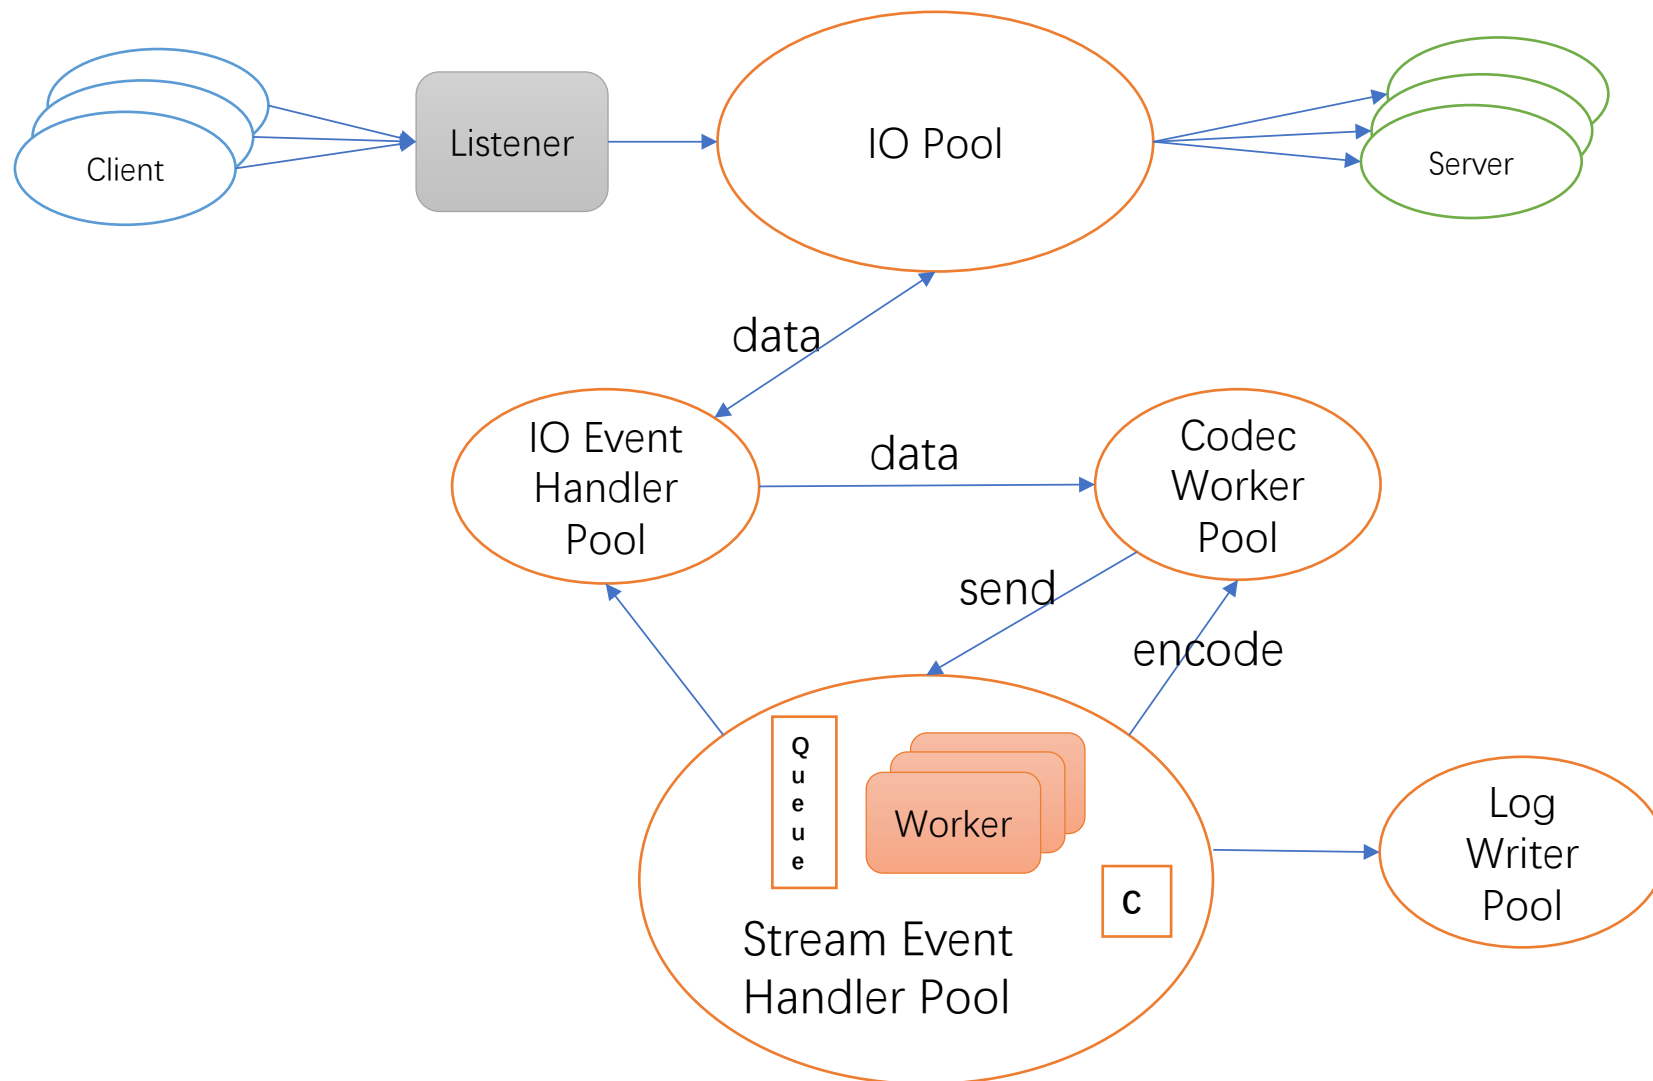 Client
Listener
IO Pool
Server
data
IO Event
Handler
Pool
data
Codec
Worker
Pool
send
encode
Q
u
e
u
e
Worker
C
Stream Event
Handler Pool
Log
Writer
Pool